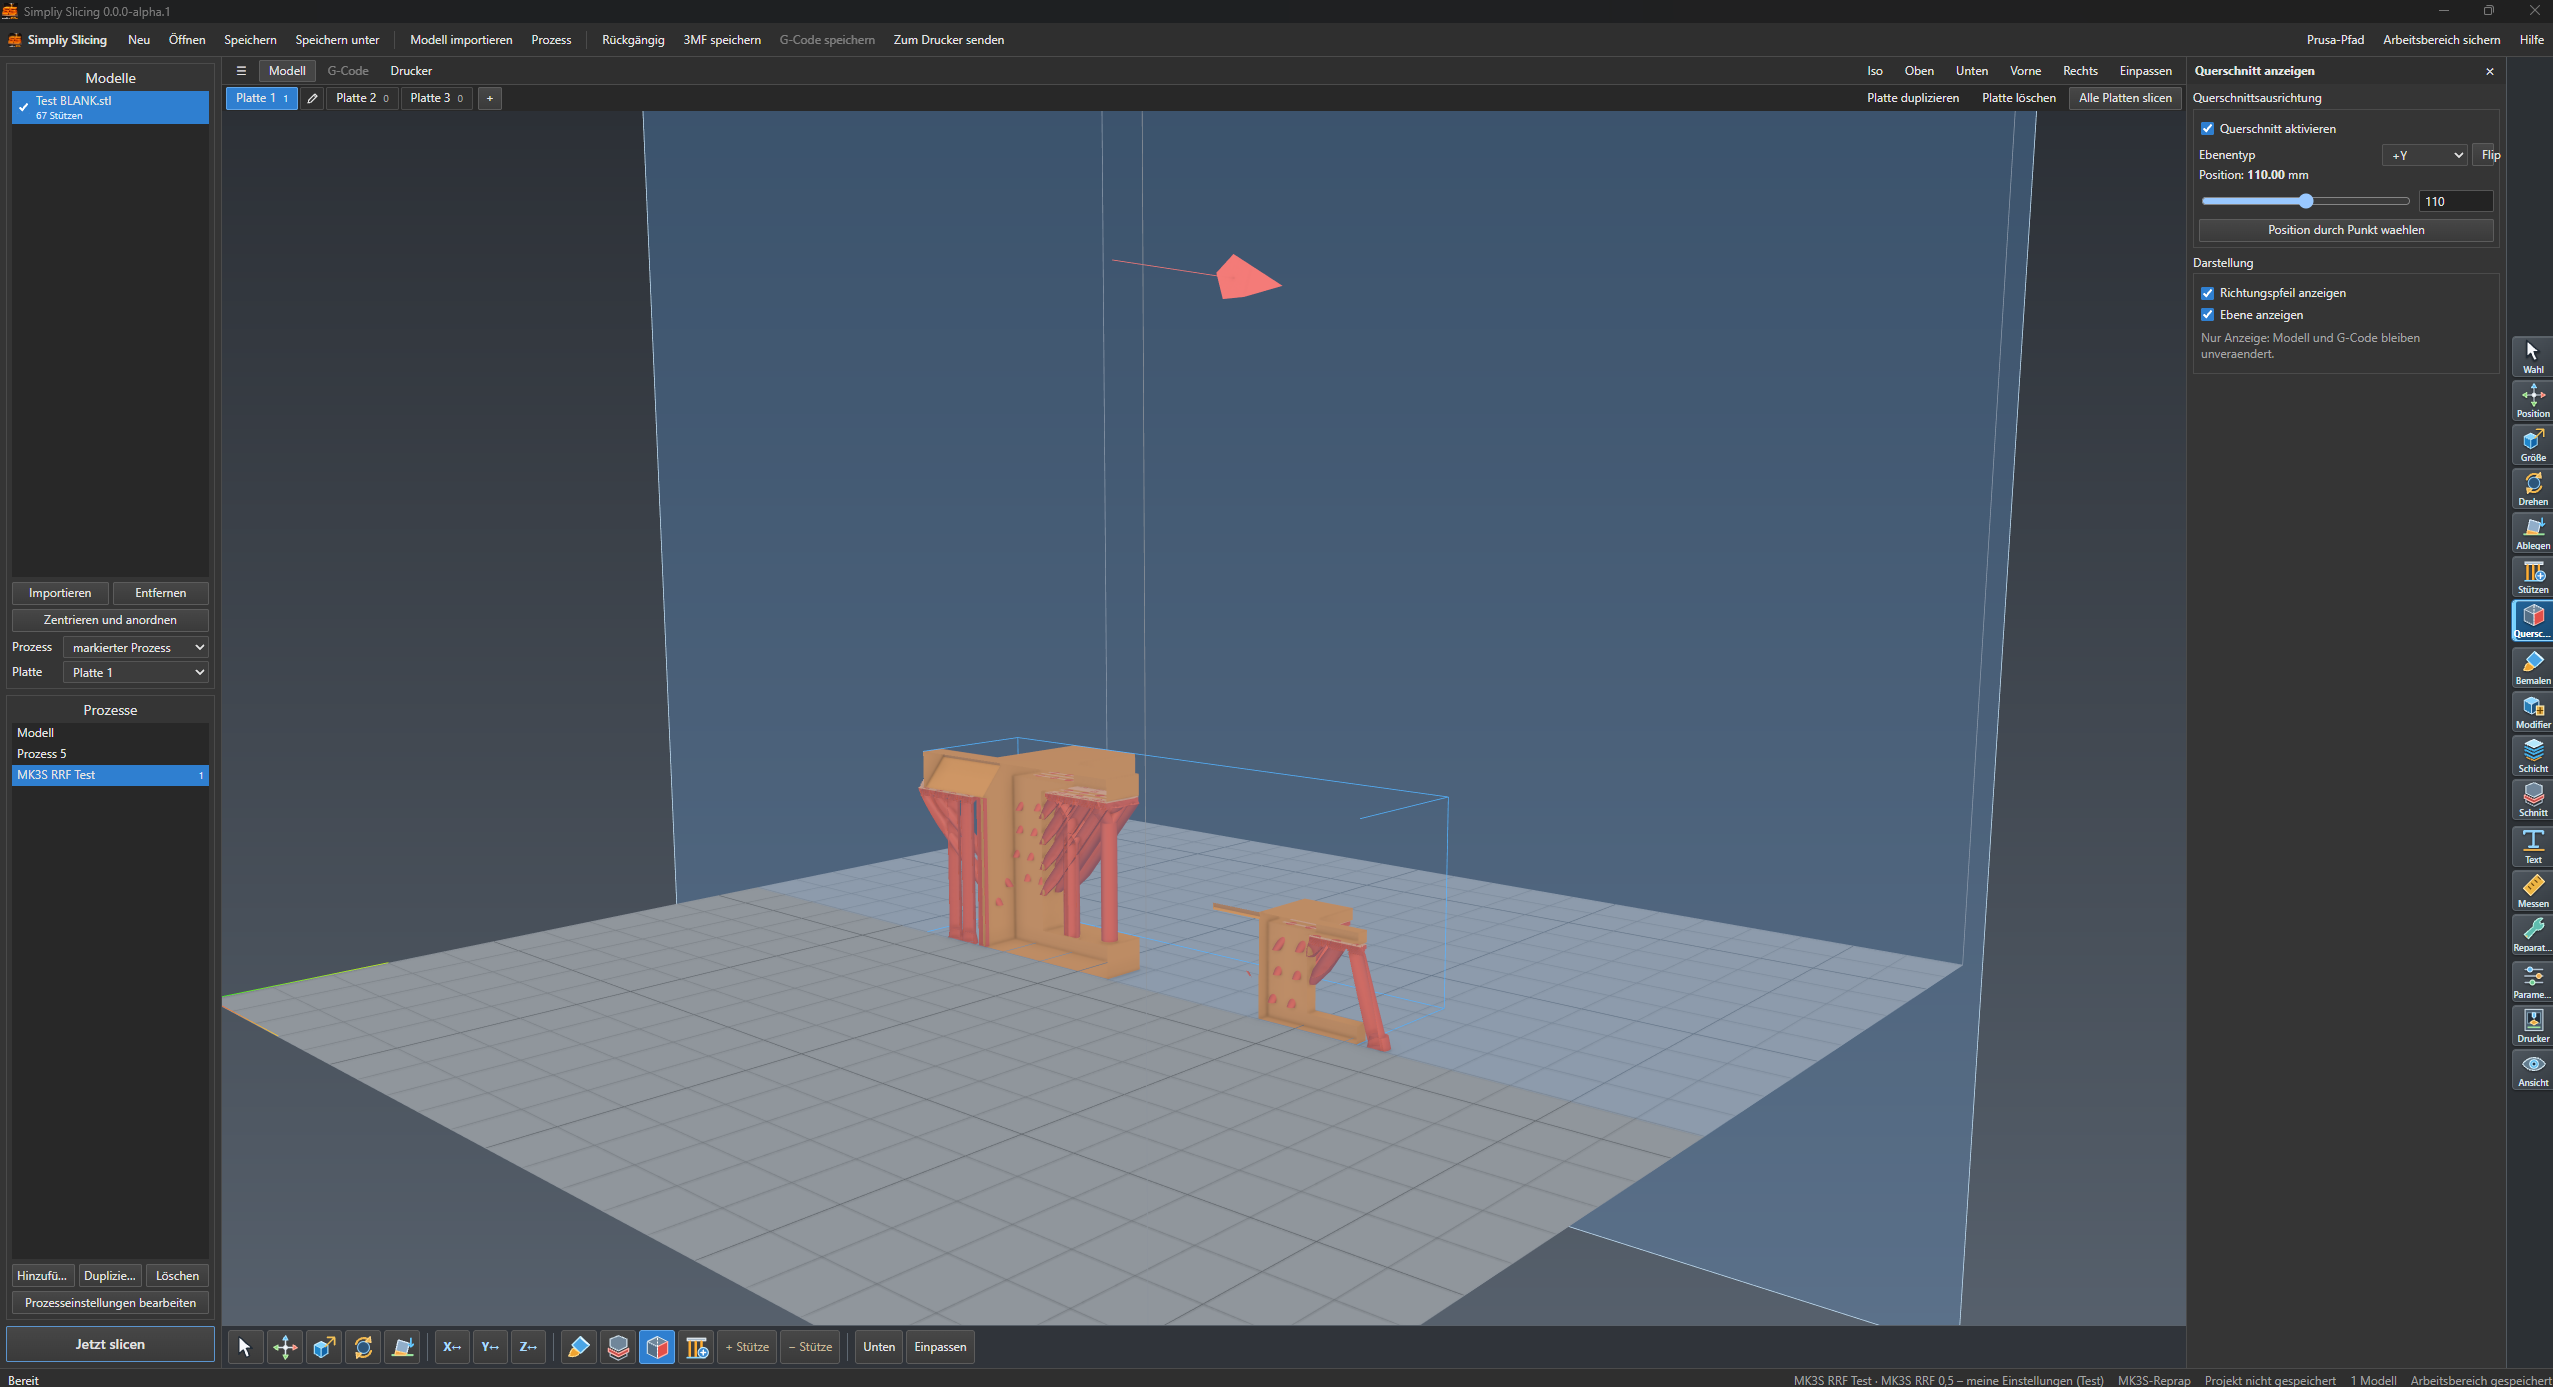 Simpliy Slicing 0.0.0-alpha.1
Simpliy Slicing Neu Öffnen Speichern Speichern unter Modell importieren Prozess Rückgängig 3MF speichern G-Code speichern Zum Drucker senden Prusa-Pfad Arbeitsbereich sichern Hilfe
Modelle
Test BLANK.stl
67 Stützen
Importieren Entfernen
Zentrieren und anordnen
Prozess markierter Prozess
Platte Platte 1
Prozesse
Modell
Prozess 5
MK3S RRF Test 1
Hinzufü... Duplizie... Löschen
Prozesseinstellungen bearbeiten
Jetzt slicen
Modell G-Code Drucker Iso Oben Unten Vorne Rechts Einpassen
Platte 1 1 Platte 2 0 Platte 3 0 + Platte duplizieren Platte löschen Alle Platten slicen
X↔ Y↔ Z↔ + Stütze − Stütze Unten Einpassen
Querschnitt anzeigen
Querschnittsausrichtung
Querschnitt aktivieren
Ebenentyp +Y Flip
Position: 110.00 mm
110
Position durch Punkt waehlen
Darstellung
Richtungspfeil anzeigen
Ebene anzeigen
Nur Anzeige: Modell und G-Code bleiben
unveraendert.
Wahl
Position
Größe
Drehen
Ablegen
Stützen
Quersc...
Bemalen
Modifier
Schicht
Schnitt
Text
Messen
Reparat...
Parame...
Drucker
Ansicht
Bereit MK3S RRF Test · MK3S RRF 0,5 – meine Einstellungen (Test) MK3S-Reprap Projekt nicht gespeichert 1 Modell Arbeitsbereich gespeichert